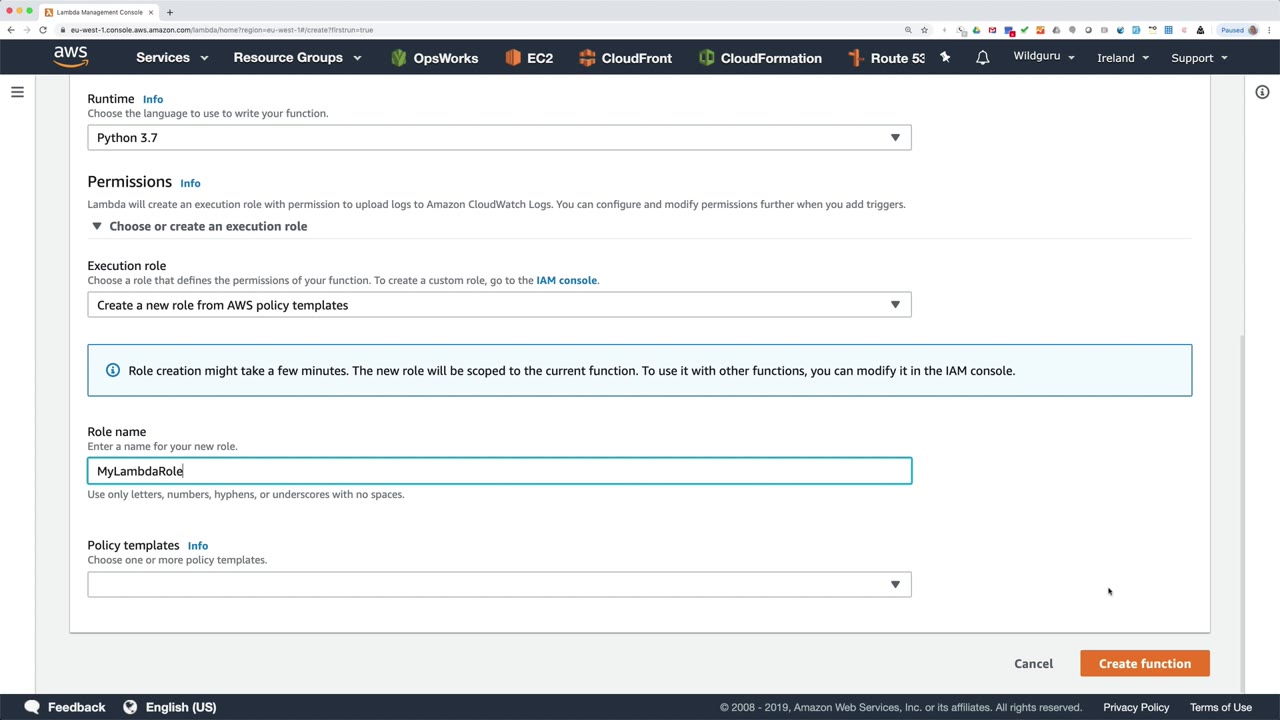 Lambda Management Console
eu-west-1.console.aws.amazon.com/lambda/home?region=eu-west-1#/create?firstrun=true
Paused
aws
Services
Resource Groups
OpsWorks
EC2
CloudFront
CloudFormation
Route 53
Wildguru
Ireland
Support
Runtime Info
Choose the language to use to write your function.
Python 3.7
Permissions Info
Lambda will create an execution role with permission to upload logs to Amazon CloudWatch Logs. You can configure and modify permissions further when you add triggers.
Choose or create an execution role
Execution role
Choose a role that defines the permissions of your function. To create a custom role, go to the IAM console.
Create a new role from AWS policy templates
Role creation might take a few minutes. The new role will be scoped to the current function. To use it with other functions, you can modify it in the IAM console.
Role name
Enter a name for your new role.
MyLambdaRole
Use only letters, numbers, hyphens, or underscores with no spaces.
Policy templates Info
Choose one or more policy templates.
Cancel
Create function
Feedback
English (US)
© 2008 - 2019, Amazon Web Services, Inc. or its affiliates. All rights reserved.
Privacy Policy
Terms of Use